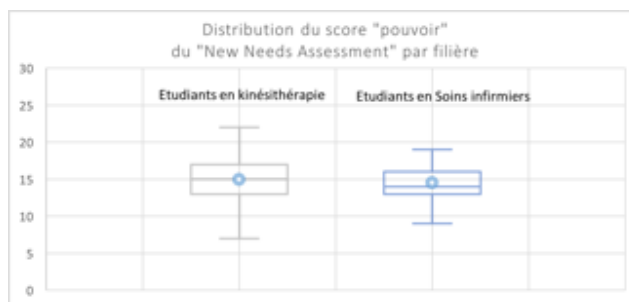 Distribution du score "pouvoir"
du "New Needs Assessment" par filière
30
Etudiants en kinésithérapie
Etudiants en Soins infirmiers
25
20
15
10
5
0